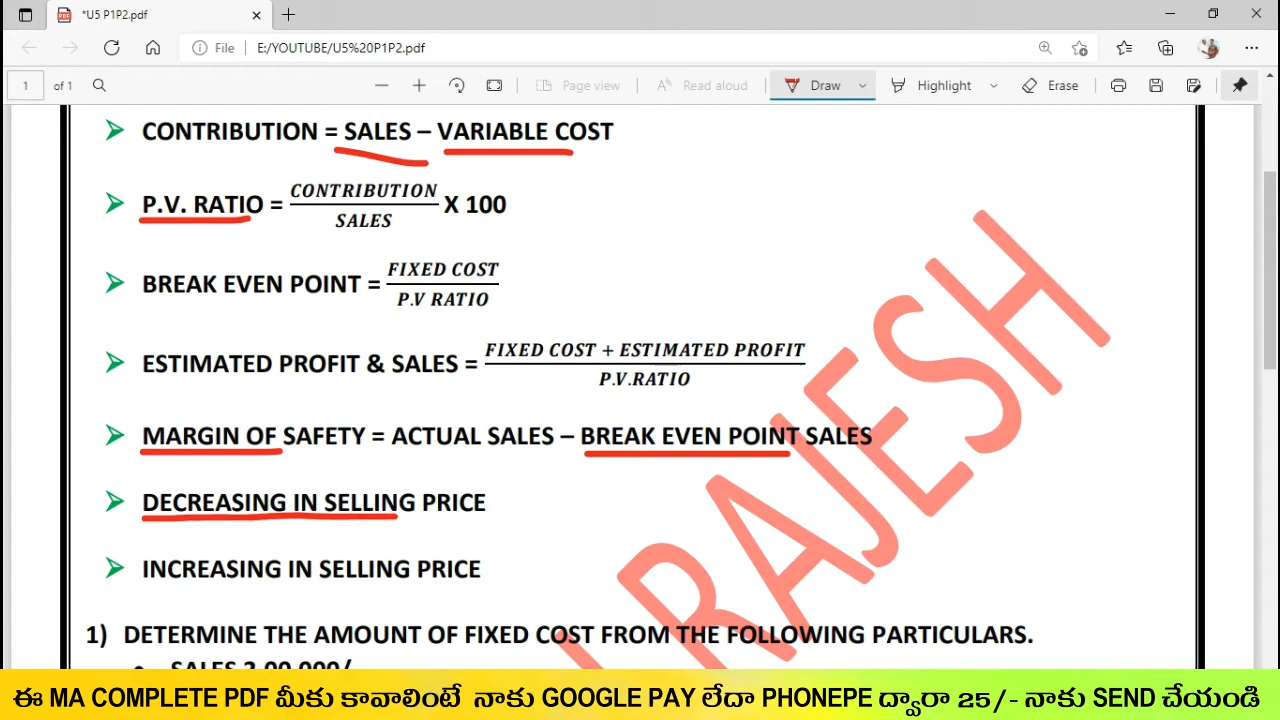 *U5 P1P2.pdf
File E:/YOUTUBE/U5%20P1P2.pdf
1 of 1 Page view Read aloud Draw Highlight Erase
CONTRIBUTION = SALES – VARIABLE COST
P.V. RATIO = CONTRIBUTION / SALES X 100
BREAK EVEN POINT = FIXED COST / P.V RATIO
ESTIMATED PROFIT & SALES = FIXED COST + ESTIMATED PROFIT / P.V.RATIO
MARGIN OF SAFETY = ACTUAL SALES – BREAK EVEN POINT SALES
DECREASING IN SELLING PRICE
INCREASING IN SELLING PRICE
1) DETERMINE THE AMOUNT OF FIXED COST FROM THE FOLLOWING PARTICULARS.
RAJESH
ఈ MA COMPLETE PDF మీకు కావాలింటే నాకు GOOGLE PAY లేదా PHONEPE ద్వారా 25/- నాకు SEND చేయండి